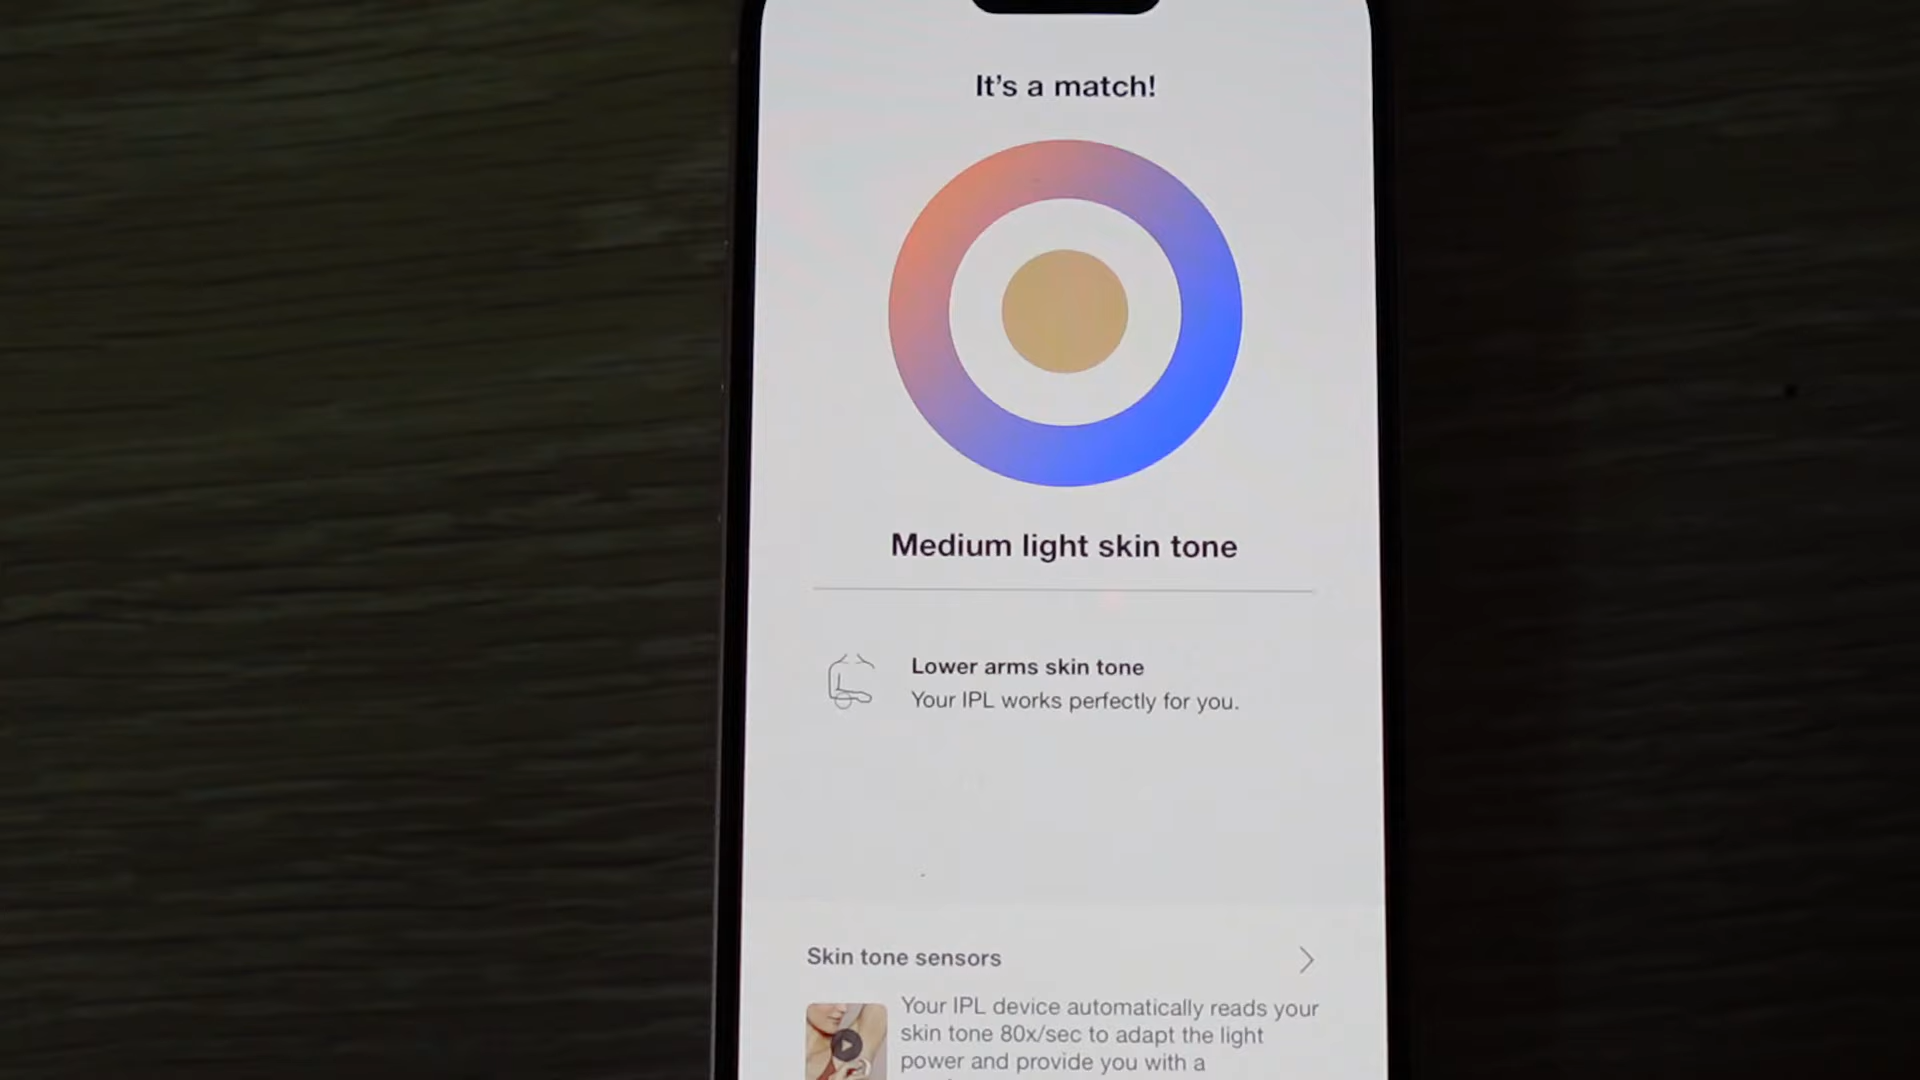 It's a match!
Medium light skin tone
Lower arms skin tone
Your IPL works perfectly for you.
Skin tone sensors
Your IPL device automatically reads your
skin tone 80x/sec to adapt the light
power and provide you with a